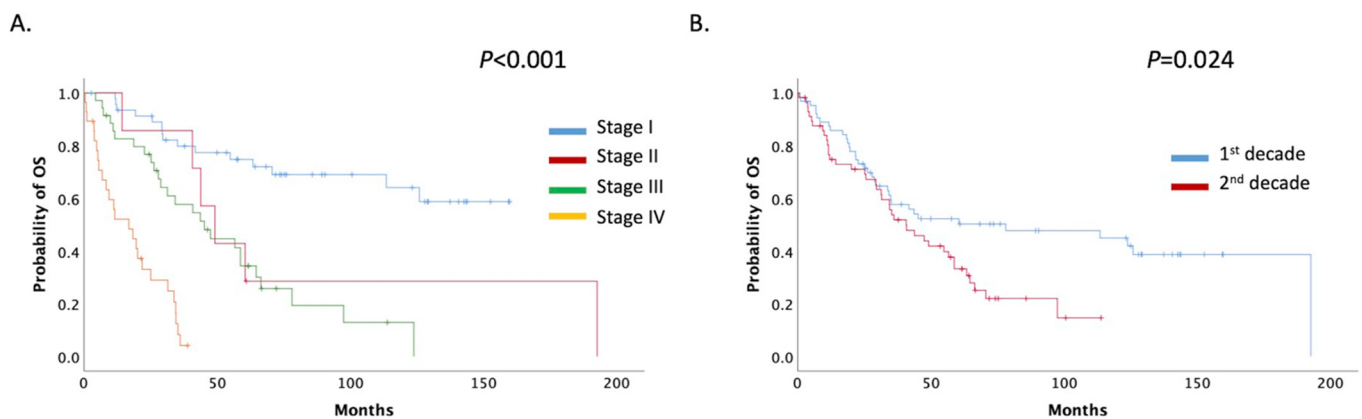 A.
P<0.001
1.0
0.8
0.6
0.4
0.2
0.0
Probability of OS
Stage I
Stage II
Stage III
Stage IV
0 50 100 150 200
Months
B.
P=0.024
1.0
0.8
0.6
0.4
0.2
0.0
Probability of OS
1st decade
2nd decade
0 50 100 150 200
Months